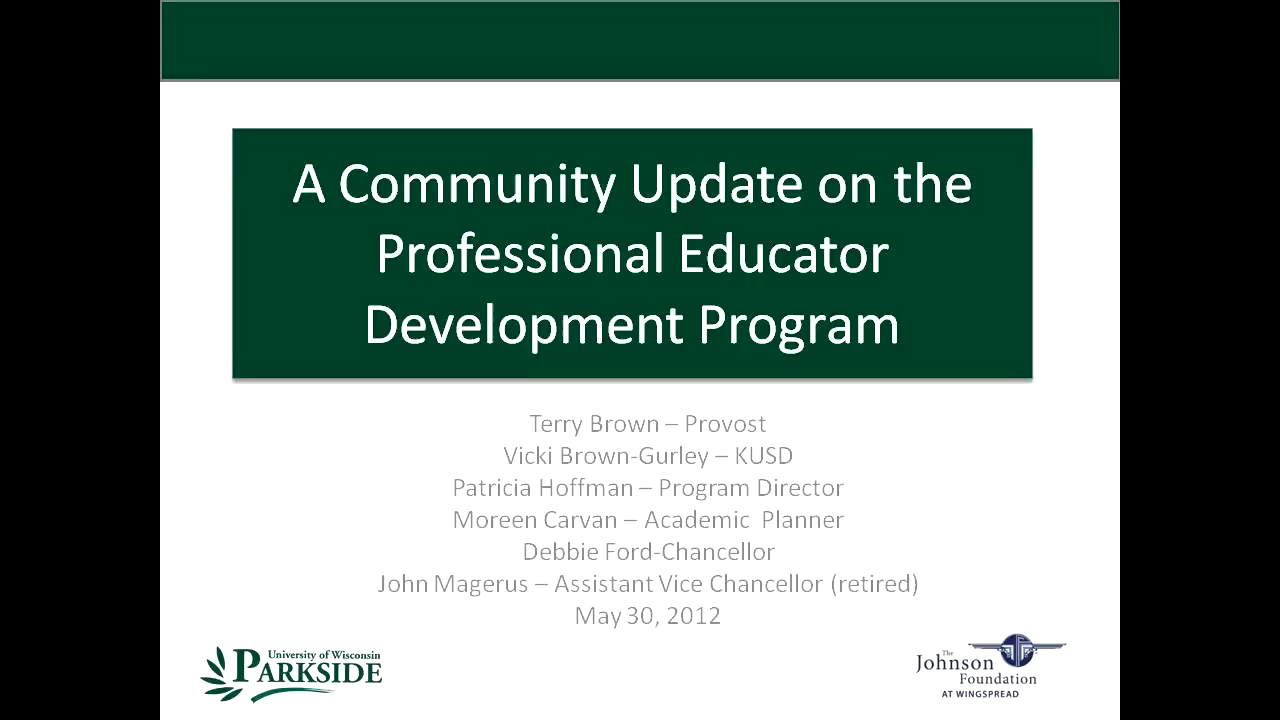 A Community Update on the
Professional Educator
Development Program
Terry Brown – Provost
Vicki Brown-Gurley – KUSD
Patricia Hoffman – Program Director
Moreen Carvan – Academic  Planner
Debbie Ford-Chancellor
John Magerus – Assistant Vice Chancellor (retired)
May 30, 2012
University of Wisconsin
PARKSIDE
The
Johnson
Foundation
AT WINGSPREAD